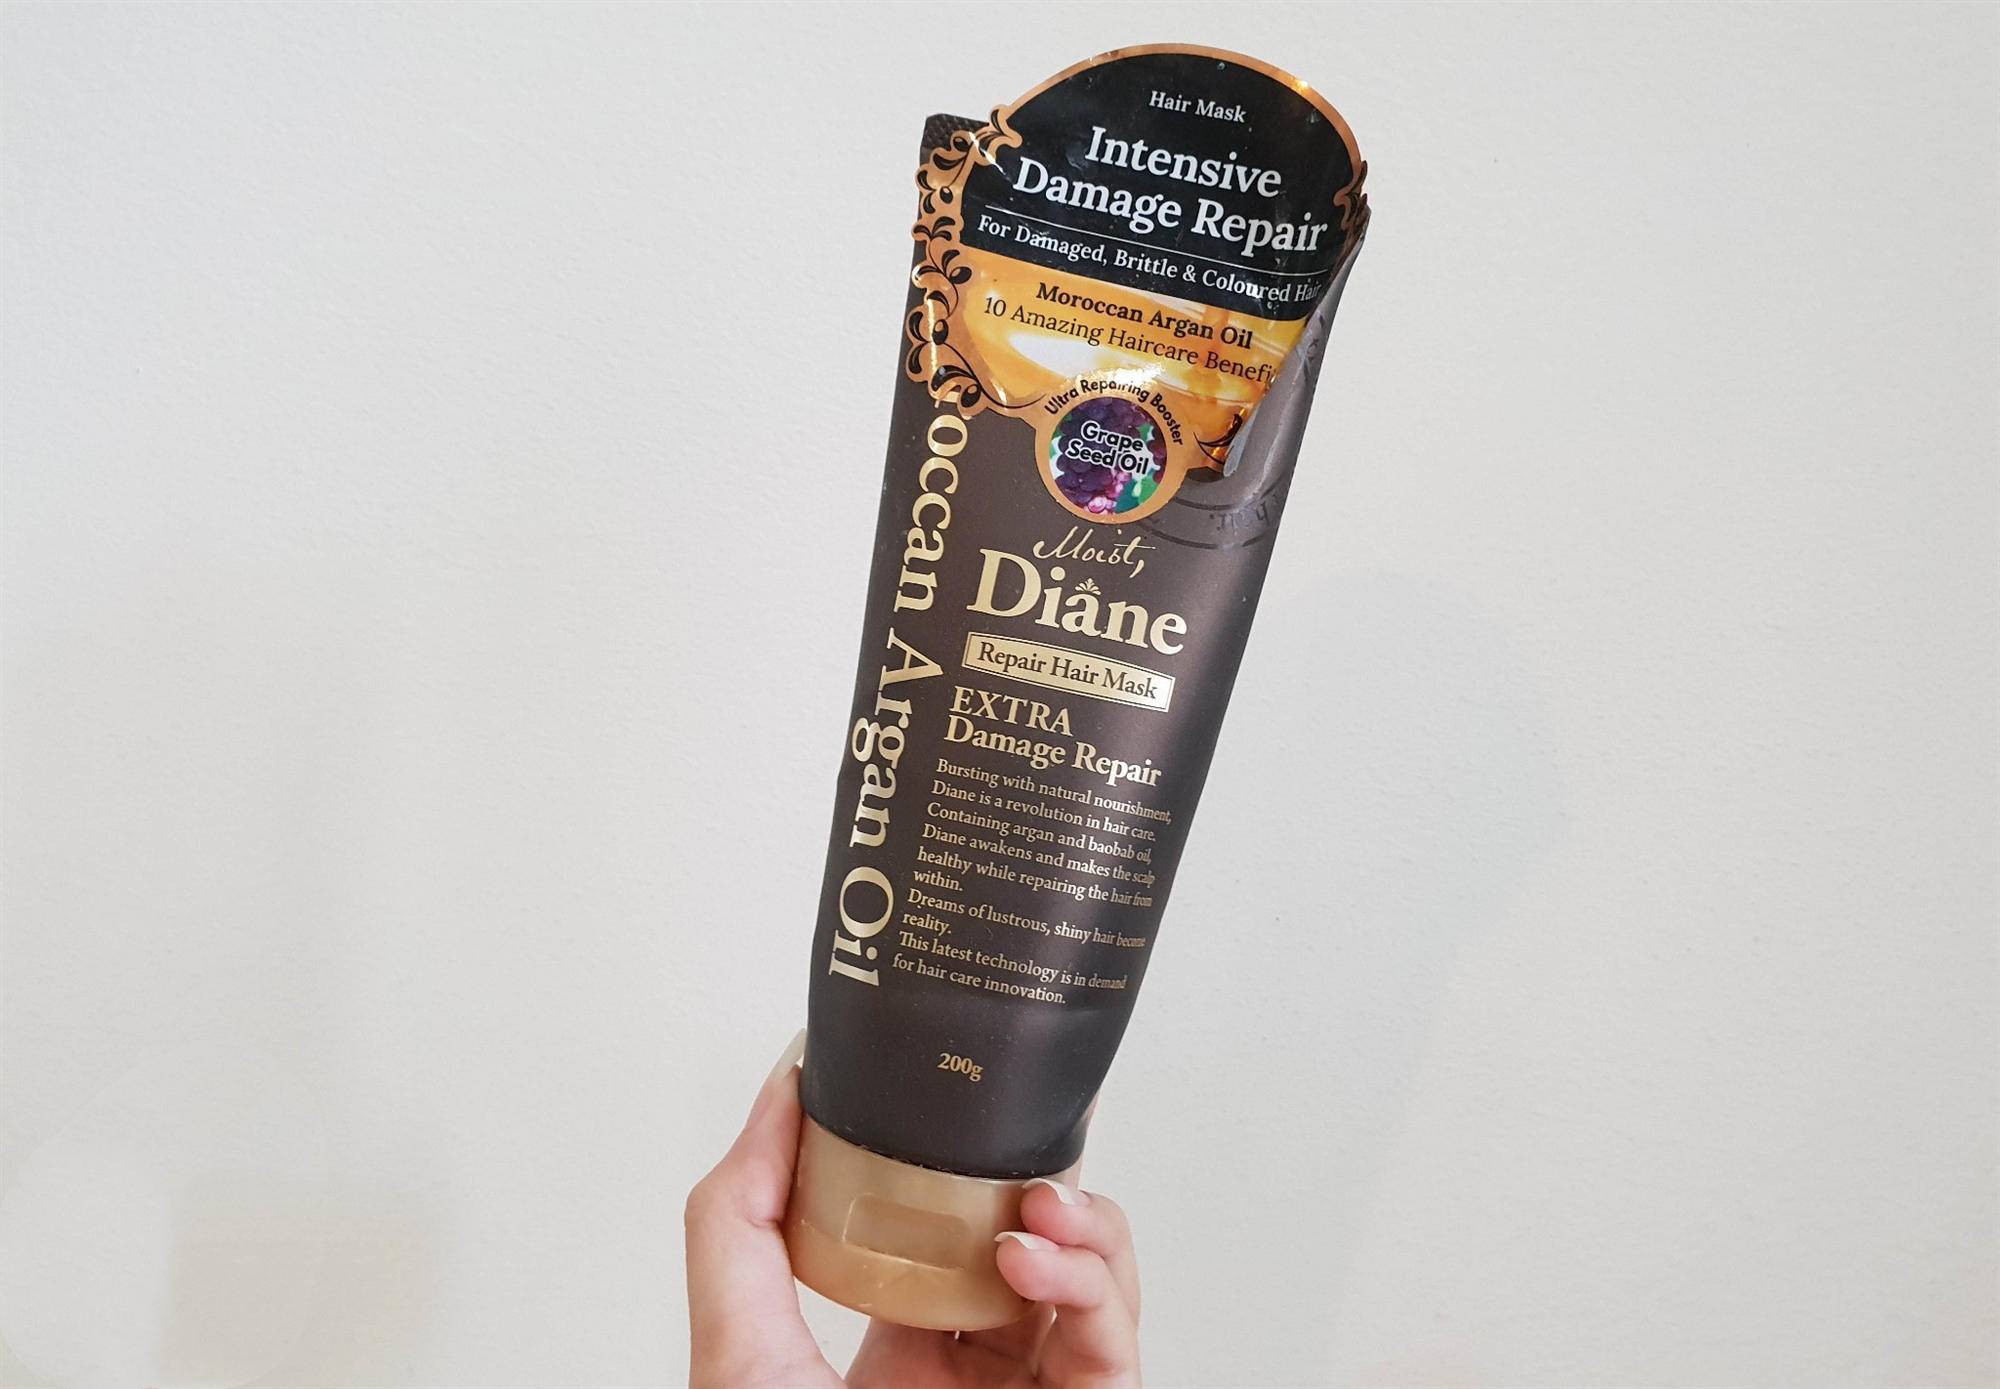 Hair Mask
Intensive
Damage Repair
For Damaged, Brittle & Coloured Hair
Moroccan Argan Oil
10 Amazing Haircare Benefi
Ultra Repairing Booster
Grape
Seed Oil
hair.
Moist,
Diane
Repair Hair Mask
EXTRA
Damage Repair
Bursting with natural nourishment,
Diane is a revolution in hair care.
Containing argan and baobab oil,
Diane awakens and makes the scalp
healthy while repairing the hair from
within.
Dreams of lustrous, shiny hair become
reality.
This latest technology is in demand
for hair care innovation.
200g
occan Argan Oil